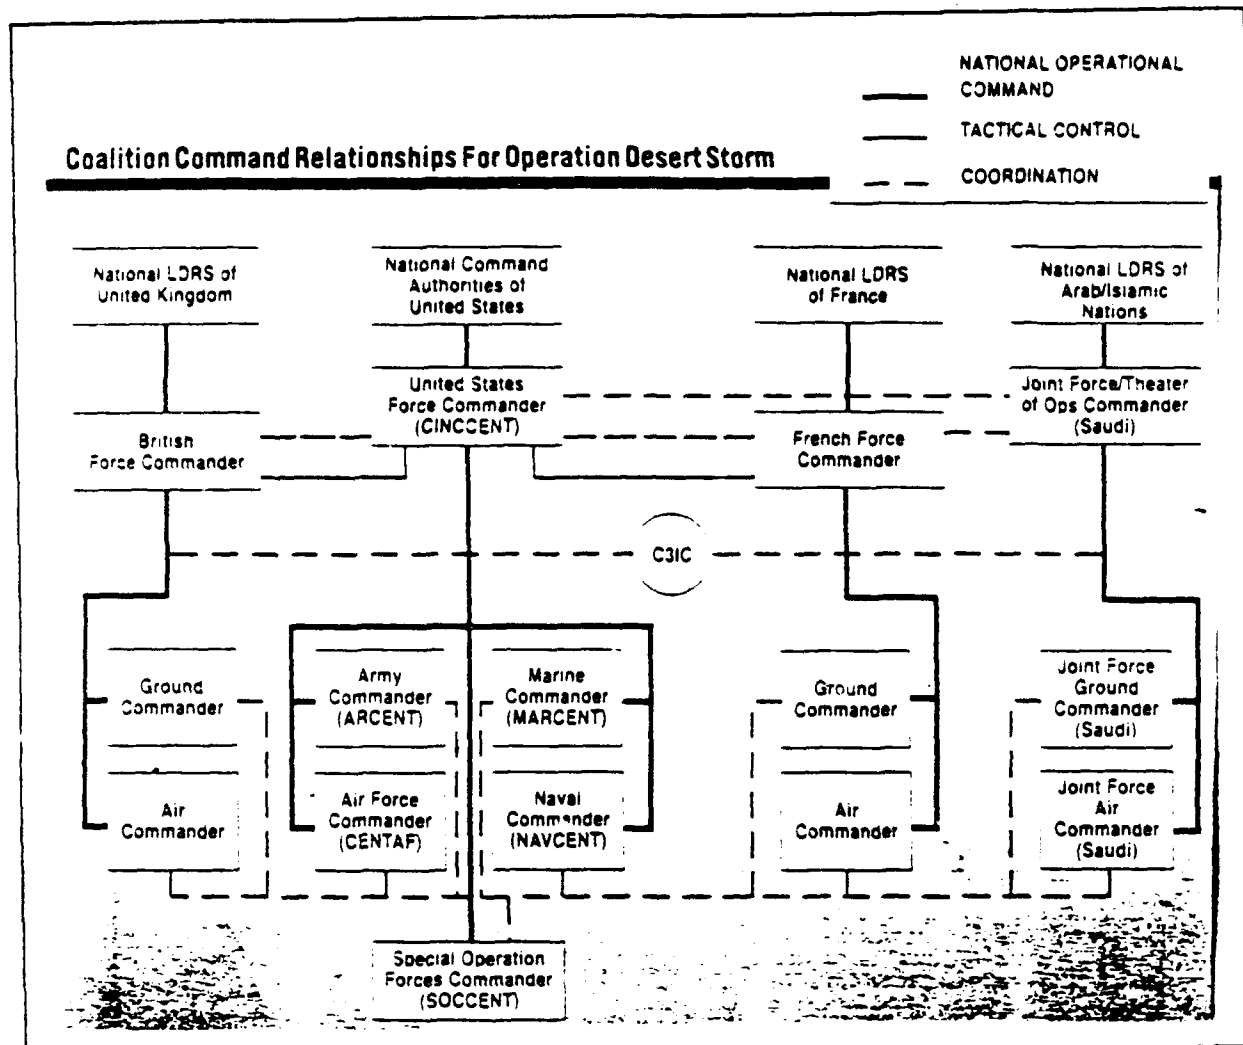 NATIONAL OPERATIONAL
COMMAND
TACTICAL CONTROL
COORDINATION
Coalition Command Relationships For Operation Desert Storm
National LDRS of
United Kingdom
National Command
Authorities of
United States
National LDRS
of France
National LDRS of
Arab/Islamic
Nations
British
Force Commander
United States
Force Commander
(CINCCENT)
French Force
Commander
Joint Force/Theater
of Ops Commander
(Saudi)
C3IC
Ground
Commander
Army
Commander
(ARCENT)
Marine
Commander
(MARCENT)
Ground
Commander
Joint Force
Ground
Commander
(Saudi)
Air
Commander
Air Force
Commander
(CENTAF)
Naval
Commander
(NAVCENT)
Air
Commander
Joint Force
Air
Commander
(Saudi)
Special Operation
Forces Commander
(SOCCENT)